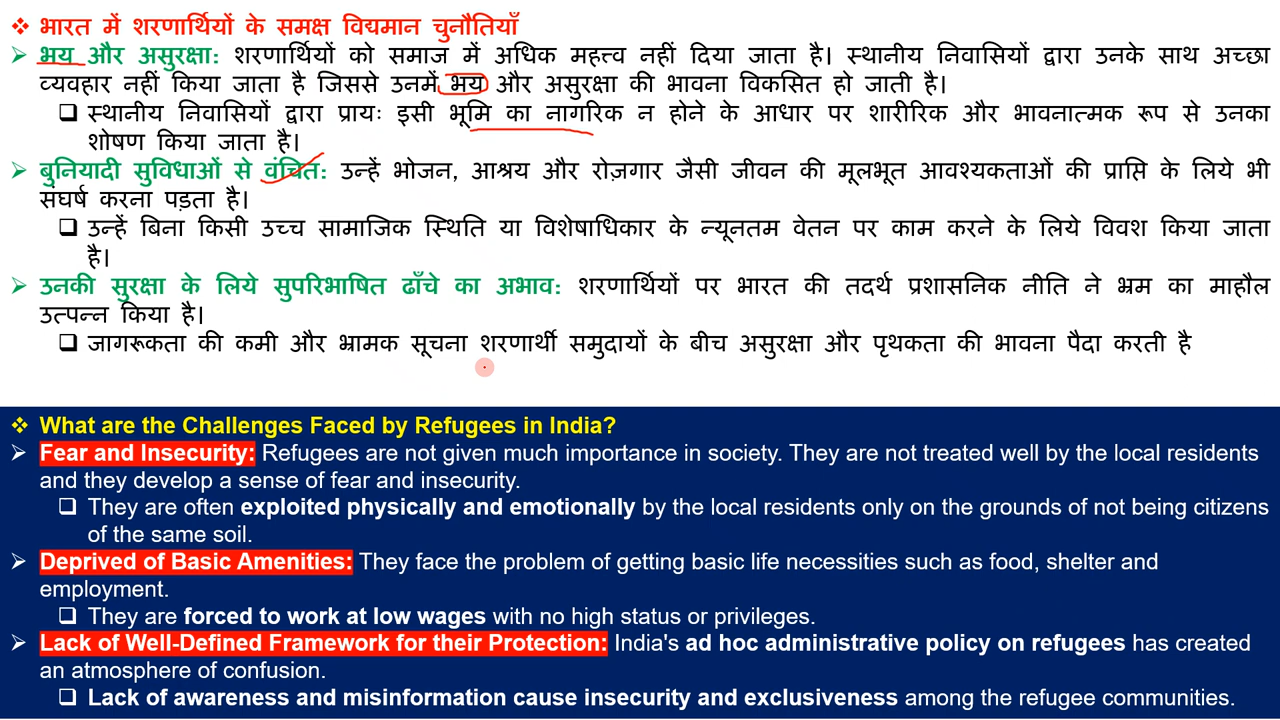 ❖ भारत में शरणार्थियों के समक्ष विद्यमान चुनौतियाँ
➢ भय और असुरक्षा: शरणार्थियों को समाज में अधिक महत्त्व नहीं दिया जाता है। स्थानीय निवासियों द्वारा उनके साथ अच्छा
व्यवहार नहीं किया जाता है जिससे उनमें भय और असुरक्षा की भावना विकसित हो जाती है।
❑ स्थानीय निवासियों द्वारा प्रायः इसी भूमि का नागरिक न होने के आधार पर शारीरिक और भावनात्मक रूप से उनका
शोषण किया जाता है।
➢ बुनियादी सुविधाओं से वंचित: उन्हें भोजन, आश्रय और रोज़गार जैसी जीवन की मूलभूत आवश्यकताओं की प्राप्ति के लिये भी
संघर्ष करना पड़ता है।
❑ उन्हें बिना किसी उच्च सामाजिक स्थिति या विशेषाधिकार के न्यूनतम वेतन पर काम करने के लिये विवश किया जाता
है।
➢ उनकी सुरक्षा के लिये सुपरिभाषित ढाँचे का अभाव: शरणार्थियों पर भारत की तदर्थ प्रशासनिक नीति ने भ्रम का माहौल
उत्पन्न किया है।
❑ जागरूकता की कमी और भ्रामक सूचना शरणार्थी समुदायों के बीच असुरक्षा और पृथकता की भावना पैदा करती है
❖ What are the Challenges Faced by Refugees in India?
➢ Fear and Insecurity: Refugees are not given much importance in society. They are not treated well by the local residents
and they develop a sense of fear and insecurity.
❑ They are often exploited physically and emotionally by the local residents only on the grounds of not being citizens
of the same soil.
➢ Deprived of Basic Amenities: They face the problem of getting basic life necessities such as food, shelter and
employment.
❑ They are forced to work at low wages with no high status or privileges.
➢ Lack of Well-Defined Framework for their Protection: India's ad hoc administrative policy on refugees has created
an atmosphere of confusion.
❑ Lack of awareness and misinformation cause insecurity and exclusiveness among the refugee communities.